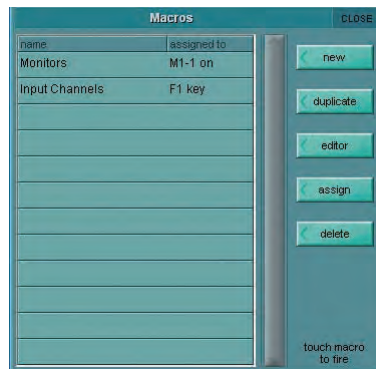 Macros CLOSE
name assigned to
Monitors M1-1 on
Input Channels F1 key
new
duplicate
editor
assign
delete
touch macro
to fire